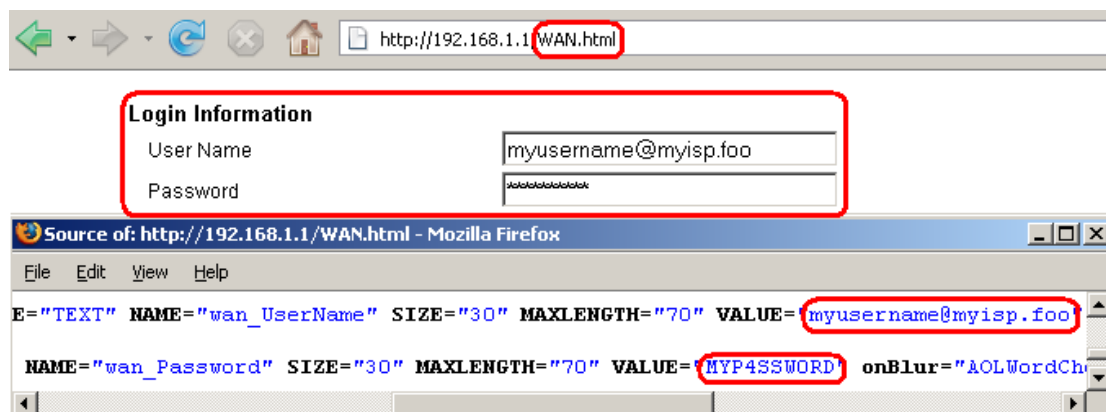 http://192.168.1.1/WAN.html
Login Information
User Name myusername@myisp.foo
Password ***********
Source of: http://192.168.1.1/WAN.html - Mozilla Firefox
File Edit View Help
E="TEXT" NAME="wan_UserName" SIZE="30" MAXLENGTH="70" VALUE="myusername@myisp.foo"
NAME="wan_Password" SIZE="30" MAXLENGTH="70" VALUE="MYP4SSWORD" onBlur="AOLWordCh